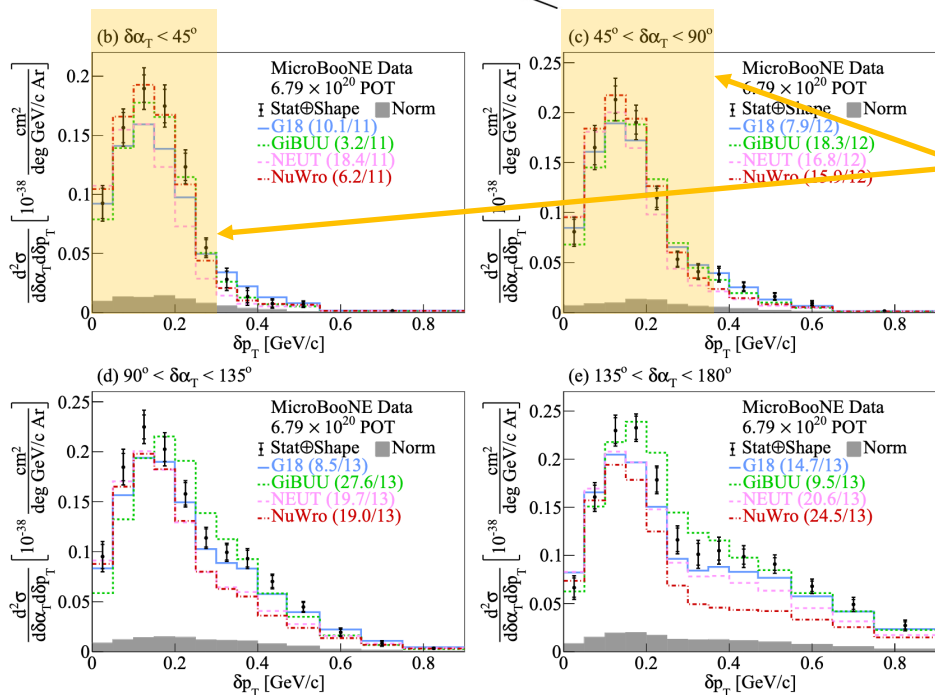 (b) δα_T < 45°
MicroBooNE Data
6.79 × 10^20 POT
Stat⊕Shape Norm
G18 (10.1/11)
GiBUU (3.2/11)
NEUT (18.4/11)
NuWro (6.2/11)
d²σ/dδα_Tdδp_T [10^-38 cm²/deg GeV/c Ar]
0.2
0.15
0.1
0.05
0
0 0.2 0.4 0.6 0.8
δp_T [GeV/c]
(c) 45° < δα_T < 90°
MicroBooNE Data
6.79 × 10^20 POT
Stat⊕Shape Norm
G18 (7.9/12)
GiBUU (18.3/12)
NEUT (16.8/12)
NuWro (15.9/12)
d²σ/dδα_Tdδp_T [10^-38 cm²/deg GeV/c Ar]
0.25
0.2
0.15
0.1
0.05
0
0 0.2 0.4 0.6 0.8
δp_T [GeV/c]
(d) 90° < δα_T < 135°
MicroBooNE Data
6.79 × 10^20 POT
Stat⊕Shape Norm
G18 (8.5/13)
GiBUU (27.6/13)
NEUT (19.7/13)
NuWro (19.0/13)
d²σ/dδα_Tdδp_T [10^-38 cm²/deg GeV/c Ar]
0.25
0.2
0.15
0.1
0.05
0
0 0.2 0.4 0.6 0.8
δp_T [GeV/c]
(e) 135° < δα_T < 180°
MicroBooNE Data
6.79 × 10^20 POT
Stat⊕Shape Norm
G18 (14.7/13)
GiBUU (9.5/13)
NEUT (20.6/13)
NuWro (24.5/13)
d²σ/dδα_Tdδp_T [10^-38 cm²/deg GeV/c Ar]
0.25
0.2
0.15
0.1
0.05
0
0 0.2 0.4 0.6 0.8
δp_T [GeV/c]